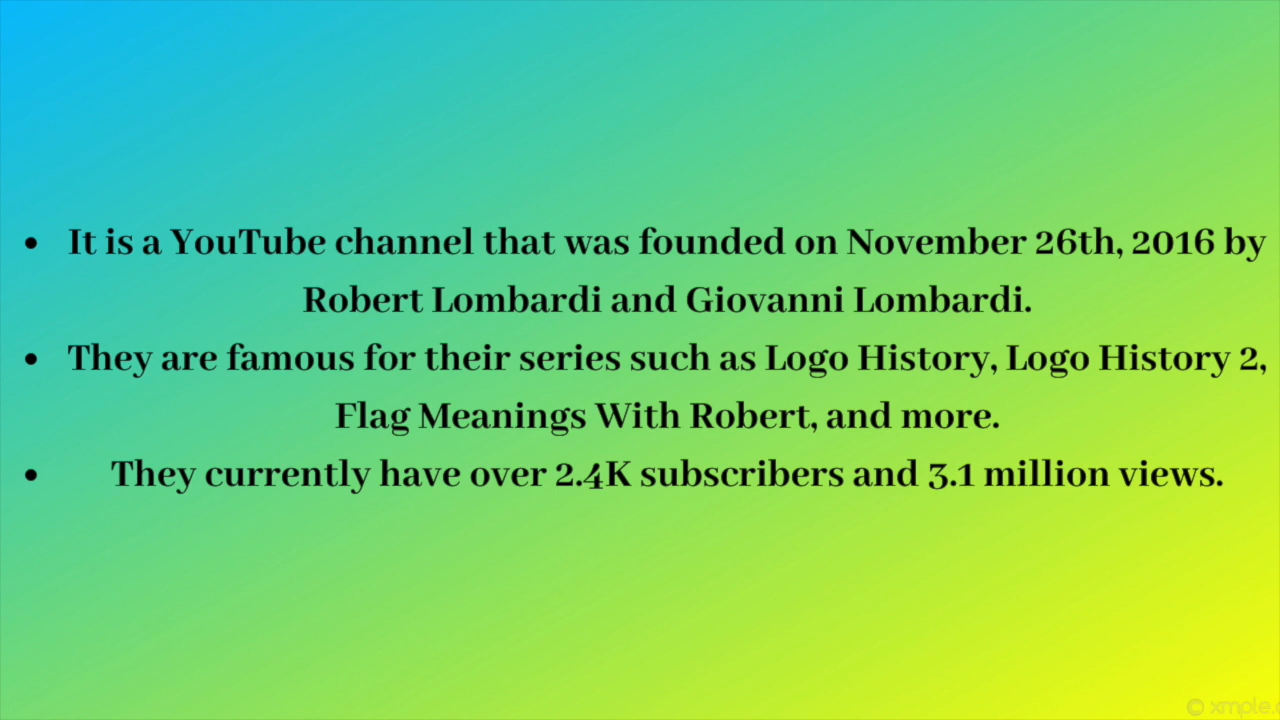 • It is a YouTube channel that was founded on November 26th, 2016 by
Robert Lombardi and Giovanni Lombardi.
• They are famous for their series such as Logo History, Logo History 2,
Flag Meanings With Robert, and more.
• They currently have over 2.4K subscribers and 3.1 million views.
© xmple.